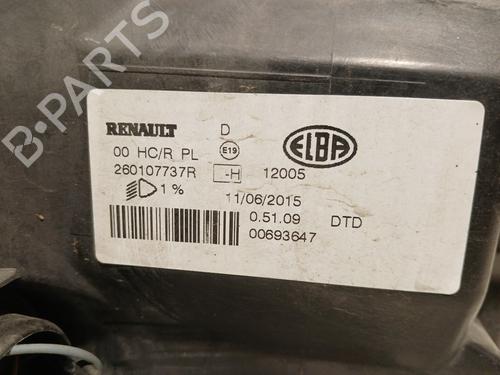 B-PARTS
RENAULT D ELBA
00 HC/R PL E19
260107737R -H 12005
1 % 11/06/2015
0.51.09 DTD
00693647